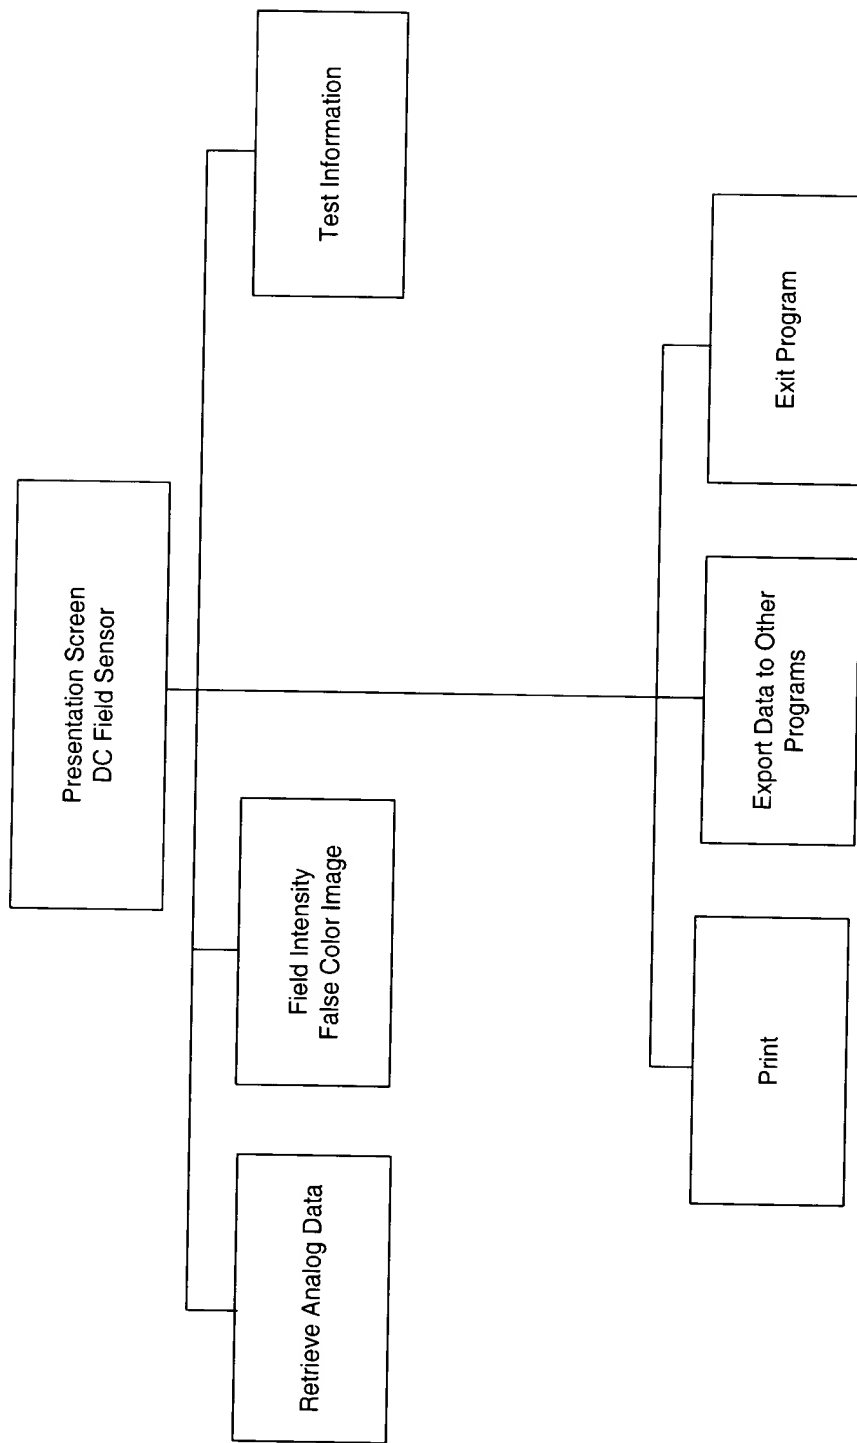 Presentation Screen
DC Field Sensor
Retrieve Analog Data
Field Intensity
False Color Image
Test Information
Print
Export Data to Other
Programs
Exit Program